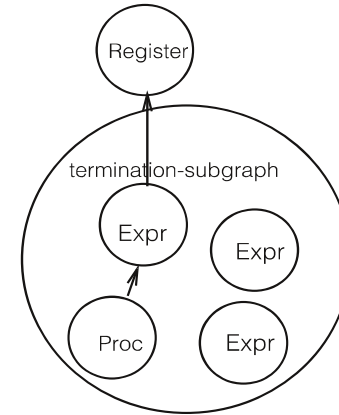 Register
termination-subgraph
Expr
Expr
Proc
Expr